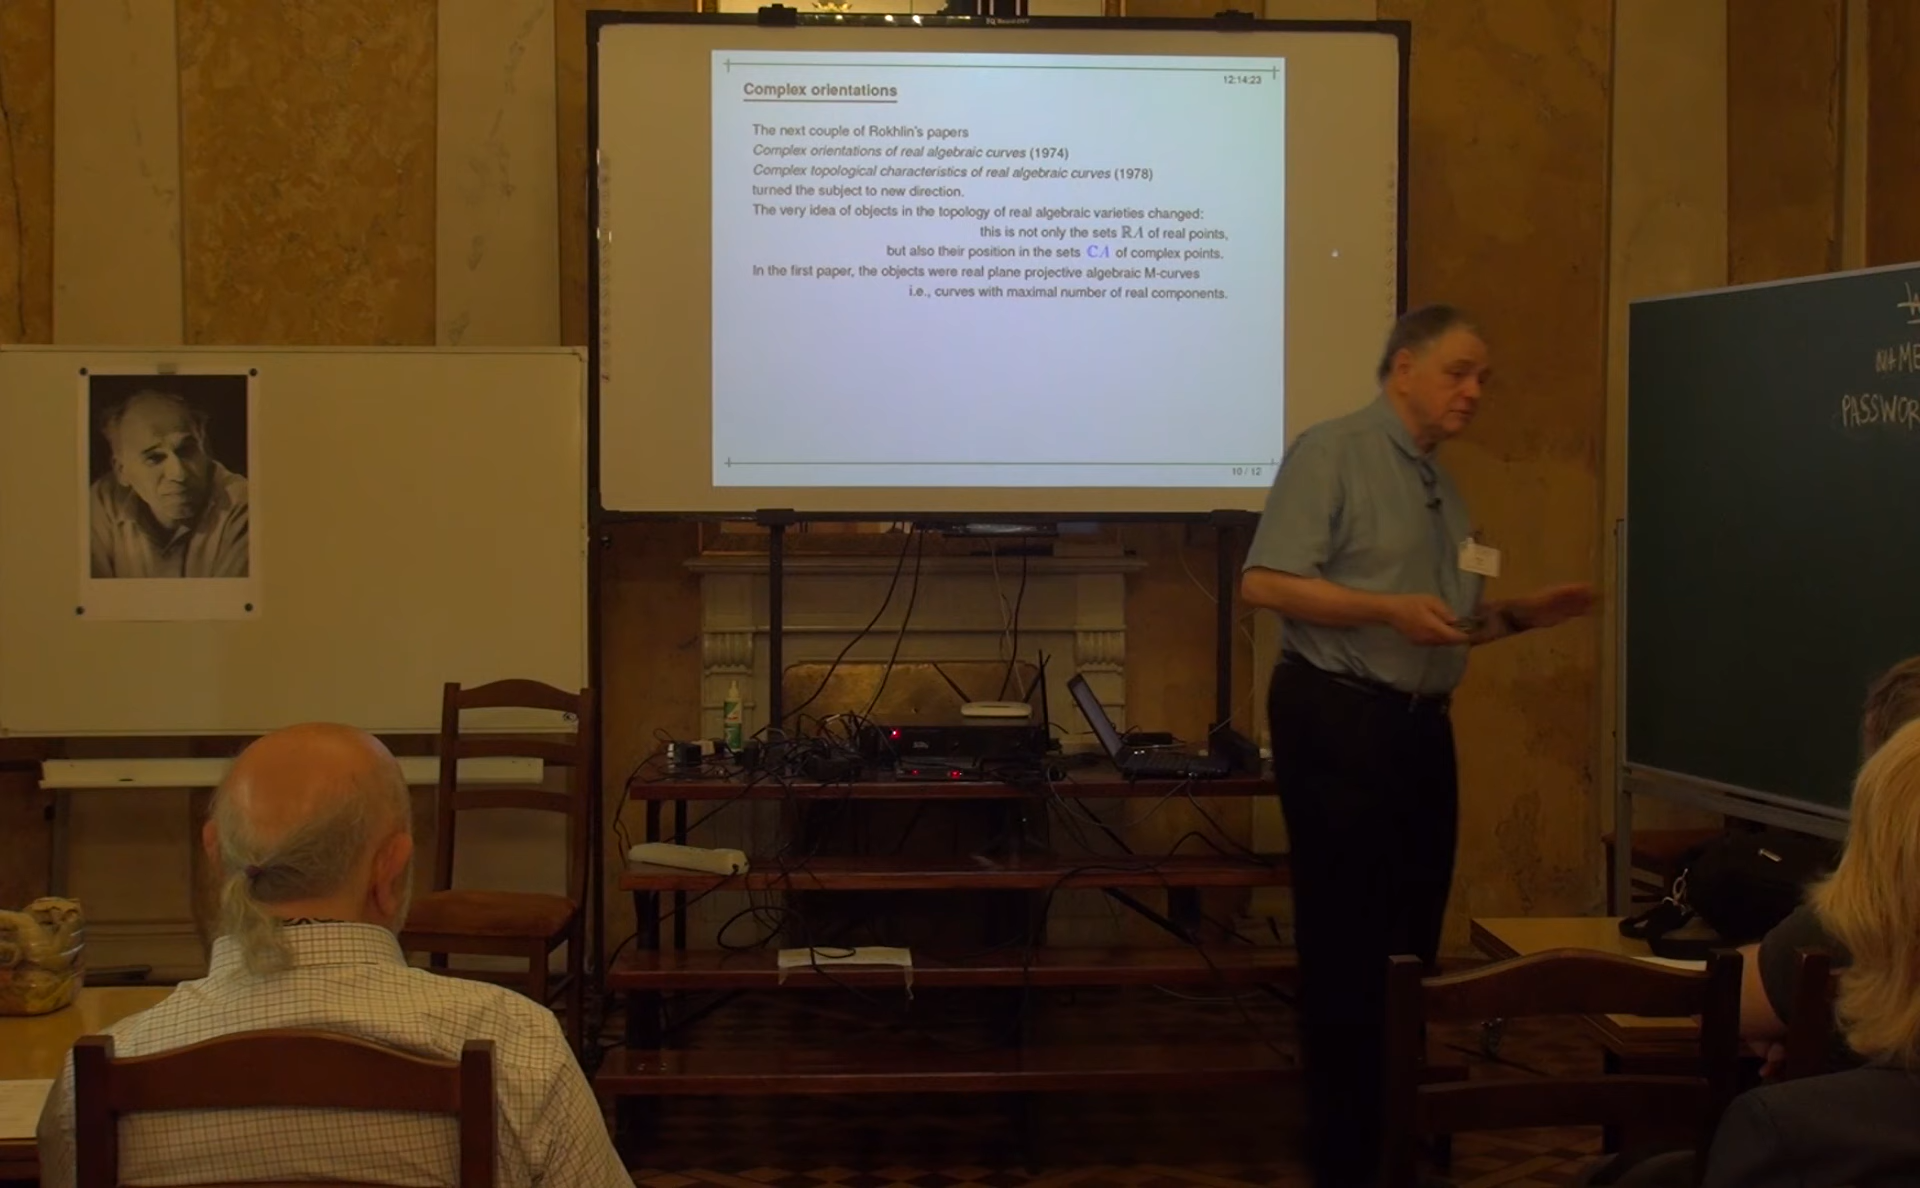 12:14:23
Complex orientations
The next couple of Rokhlin's papers
Complex orientations of real algebraic curves (1974)
Complex topological characteristics of real algebraic curves (1978)
turned the subject to new direction.
The very idea of objects in the topology of real algebraic varieties changed:
this is not only the sets ℝA of real points,
but also their position in the sets ℂA of complex points.
In the first paper, the objects were real plane projective algebraic M-curves
i.e., curves with maximal number of real components.
10 / 12
PASSWOR